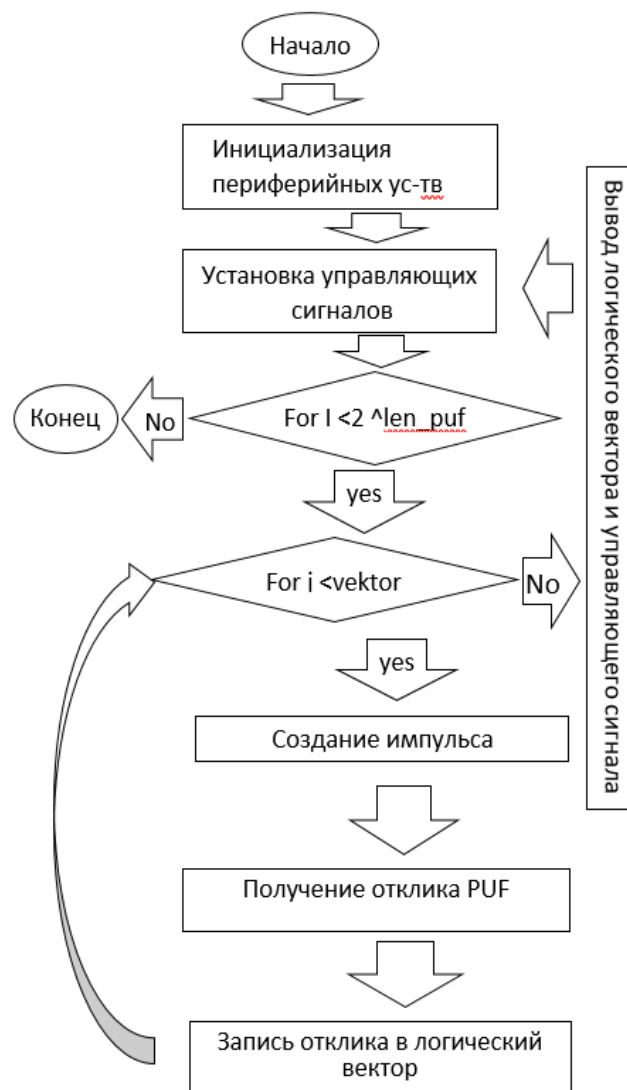 Начало
Инициализация
периферийных ус-тв
Установка управляющих
сигналов
For I <2 ^len_puf
No
Конец
yes
For j <vektor
No
Вывод логического вектора и управляющего сигнала
yes
Создание импульса
Получение отклика PUF
Запись отклика в логический
вектор